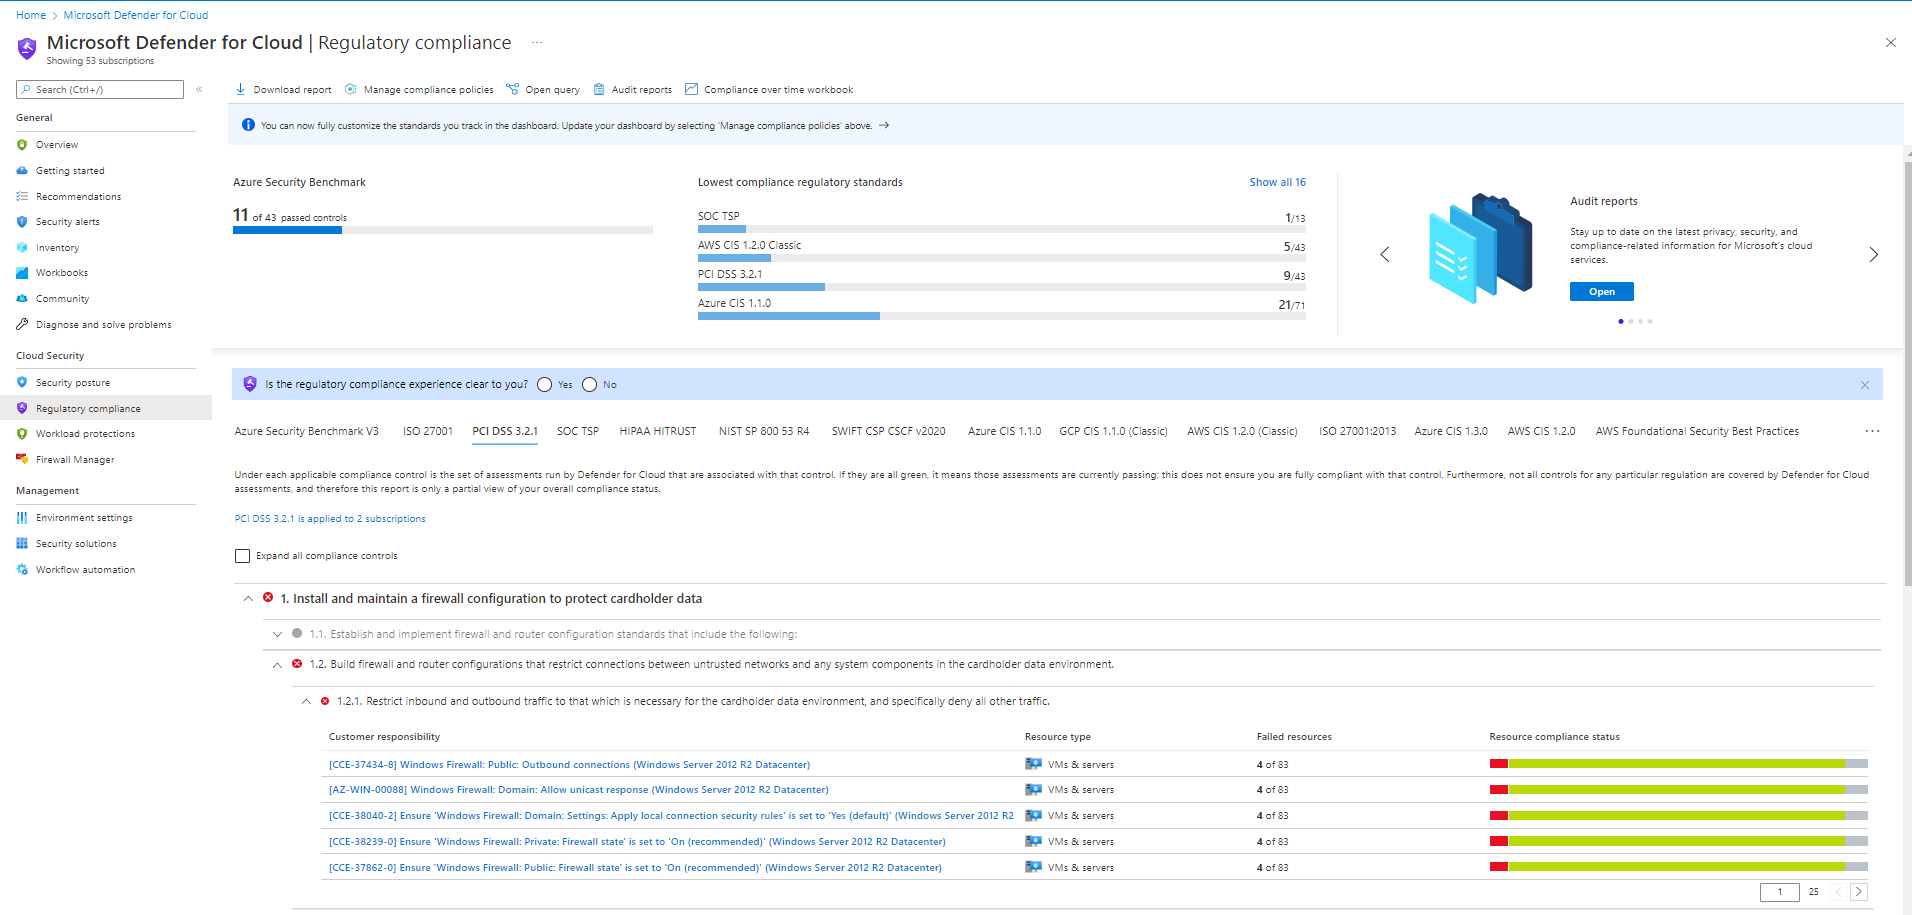 Home > Microsoft Defender for Cloud
Microsoft Defender for Cloud | Regulatory compliance ...
Showing 53 subscriptions
Search (Ctrl+/)
«
Download report
Manage compliance policies
Open query
Audit reports
Compliance over time workbook
You can now fully customize the standards you track in the dashboard. Update your dashboard by selecting 'Manage compliance policies' above. →
General
Overview
Getting started
Recommendations
Security alerts
Inventory
Workbooks
Community
Diagnose and solve problems
Cloud Security
Security posture
Regulatory compliance
Workload protections
Firewall Manager
Management
Environment settings
Security solutions
Workflow automation
Azure Security Benchmark
11 of 43 passed controls
Lowest compliance regulatory standards
Show all 16
SOC TSP 1/13
AWS CIS 1.2.0 Classic 5/43
PCI DSS 3.2.1 9/43
Azure CIS 1.1.0 21/71
Audit reports
Stay up to date on the latest privacy, security, and
compliance-related information for Microsoft's cloud
services.
Open
Is the regulatory compliance experience clear to you? Yes No
Azure Security Benchmark V3 ISO 27001 PCI DSS 3.2.1 SOC TSP HIPAA HITRUST NIST SP 800 53 R4 SWIFT CSP CSCF v2020 Azure CIS 1.1.0 GCP CIS 1.1.0 (Classic) AWS CIS 1.2.0 (Classic) ISO 27001:2013 Azure CIS 1.3.0 AWS CIS 1.2.0 AWS Foundational Security Best Practices ...
Under each applicable compliance control is the set of assessments run by Defender for Cloud that are associated with that control. If they are all green, it means those assessments are currently passing; this does not ensure you are fully compliant with that control. Furthermore, not all controls for any particular regulation are covered by Defender for Cloud
assessments, and therefore this report is only a partial view of your overall compliance status.
PCI DSS 3.2.1 is applied to 2 subscriptions
Expand all compliance controls
1. Install and maintain a firewall configuration to protect cardholder data
1.1. Establish and implement firewall and router configuration standards that include the following:
1.2. Build firewall and router configurations that restrict connections between untrusted networks and any system components in the cardholder data environment.
1.2.1. Restrict inbound and outbound traffic to that which is necessary for the cardholder data environment, and specifically deny all other traffic.
Customer responsibility Resource type Failed resources Resource compliance status
[CCE-37434-8] Windows Firewall: Public: Outbound connections (Windows Server 2012 R2 Datacenter) VMs & servers 4 of 83
[AZ-WIN-00088] Windows Firewall: Domain: Allow unicast response (Windows Server 2012 R2 Datacenter) VMs & servers 4 of 83
[CCE-38040-2] Ensure 'Windows Firewall: Domain: Settings: Apply local connection security rules' is set to 'Yes (default)' (Windows Server 2012 R2 VMs & servers 4 of 83
[CCE-38239-0] Ensure 'Windows Firewall: Private: Firewall state' is set to 'On (recommended)' (Windows Server 2012 R2 Datacenter) VMs & servers 4 of 83
[CCE-37862-0] Ensure 'Windows Firewall: Public: Firewall state' is set to 'On (recommended)' (Windows Server 2012 R2 Datacenter) VMs & servers 4 of 83
1 25 < >